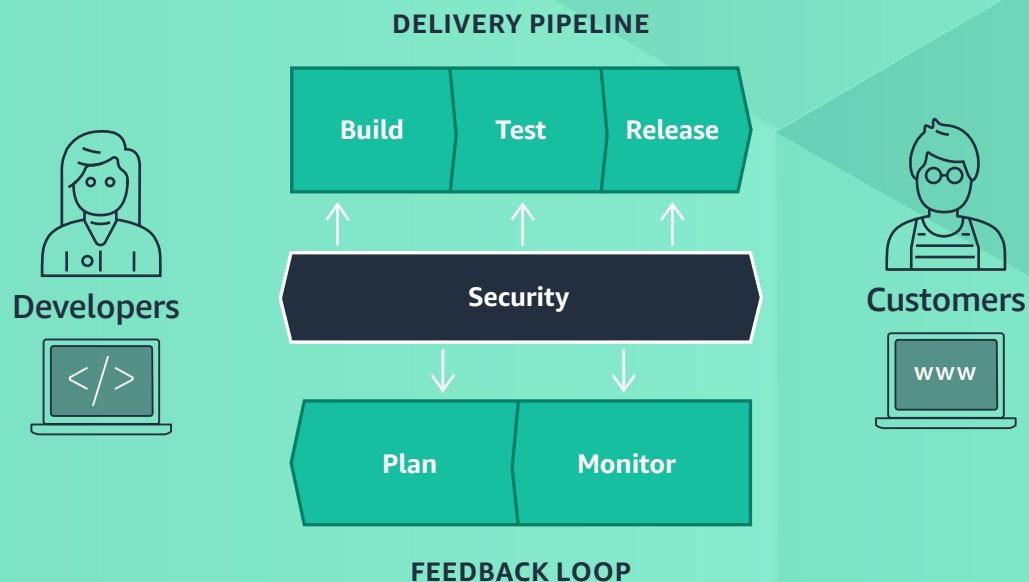 DELIVERY PIPELINE
Build
Test
Release
Developers
</>
Security
Customers
www
Plan
Monitor
FEEDBACK LOOP